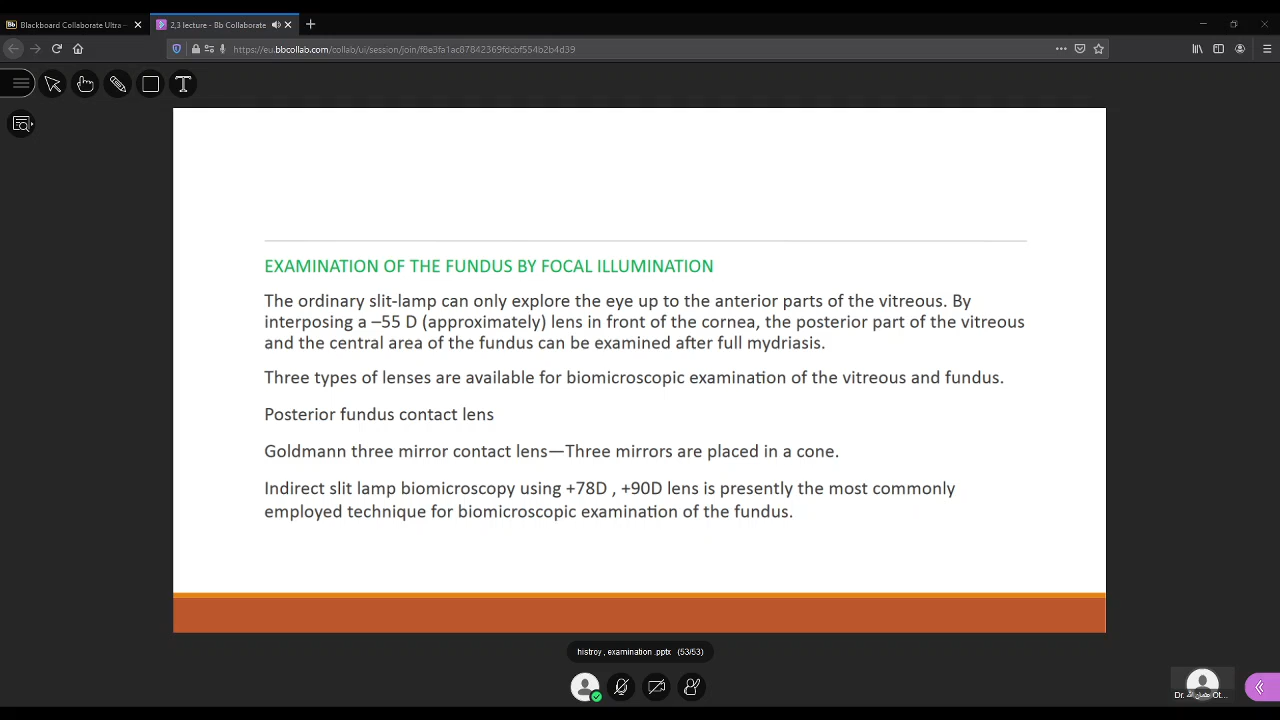 Blackboard Collaborate Ultra –
2,3 lecture - Bb Collaborate
https://eu.bbcollab.com/collab/ui/session/join/f8e3fa1ac87842369fdcbf554b2b4d39
EXAMINATION OF THE FUNDUS BY FOCAL ILLUMINATION
The ordinary slit-lamp can only explore the eye up to the anterior parts of the vitreous. By
interposing a –55 D (approximately) lens in front of the cornea, the posterior part of the vitreous
and the central area of the fundus can be examined after full mydriasis.
Three types of lenses are available for biomicroscopic examination of the vitreous and fundus.
Posterior fundus contact lens
Goldmann three mirror contact lens—Three mirrors are placed in a cone.
Indirect slit lamp biomicroscopy using +78D , +90D lens is presently the most commonly
employed technique for biomicroscopic examination of the fundus.
histroy , examination .pptx (53/53)
Dr.